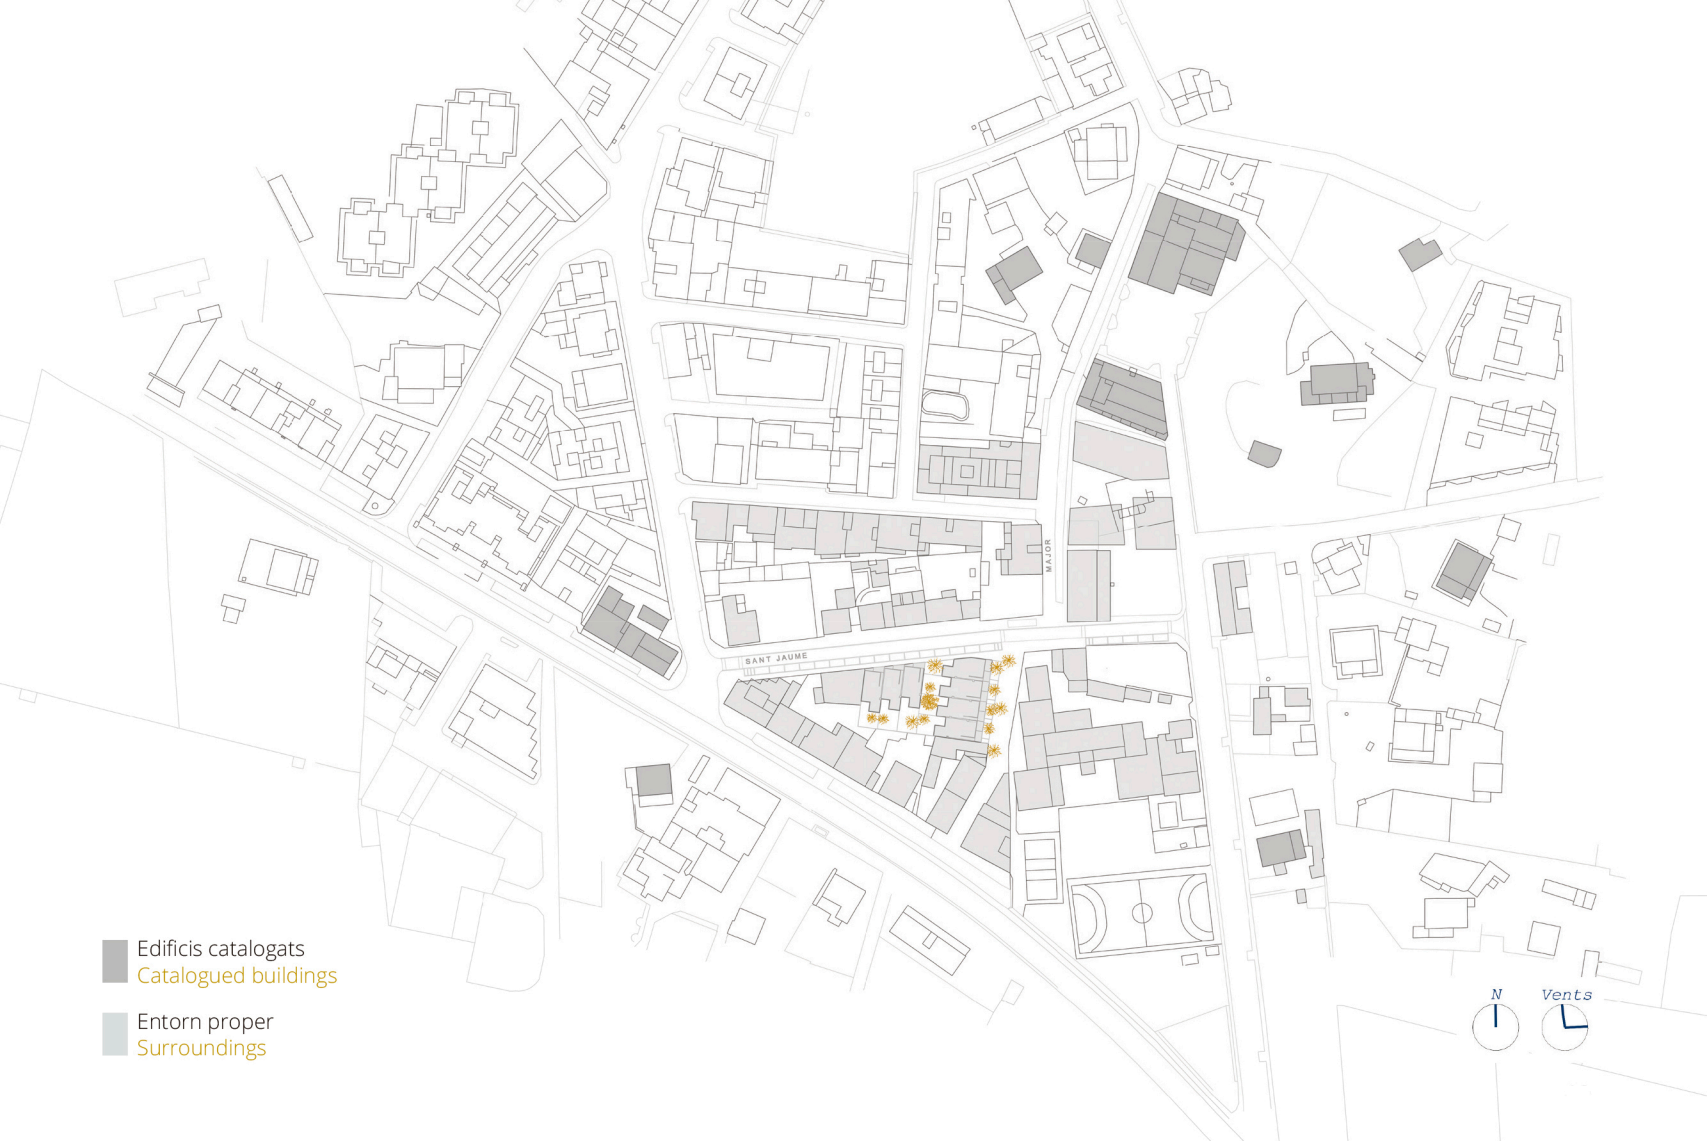 MAJOR
SANT JAUME
Edificis catalogats
Catalogued buildings
Entorn proper
Surroundings
N
Vents